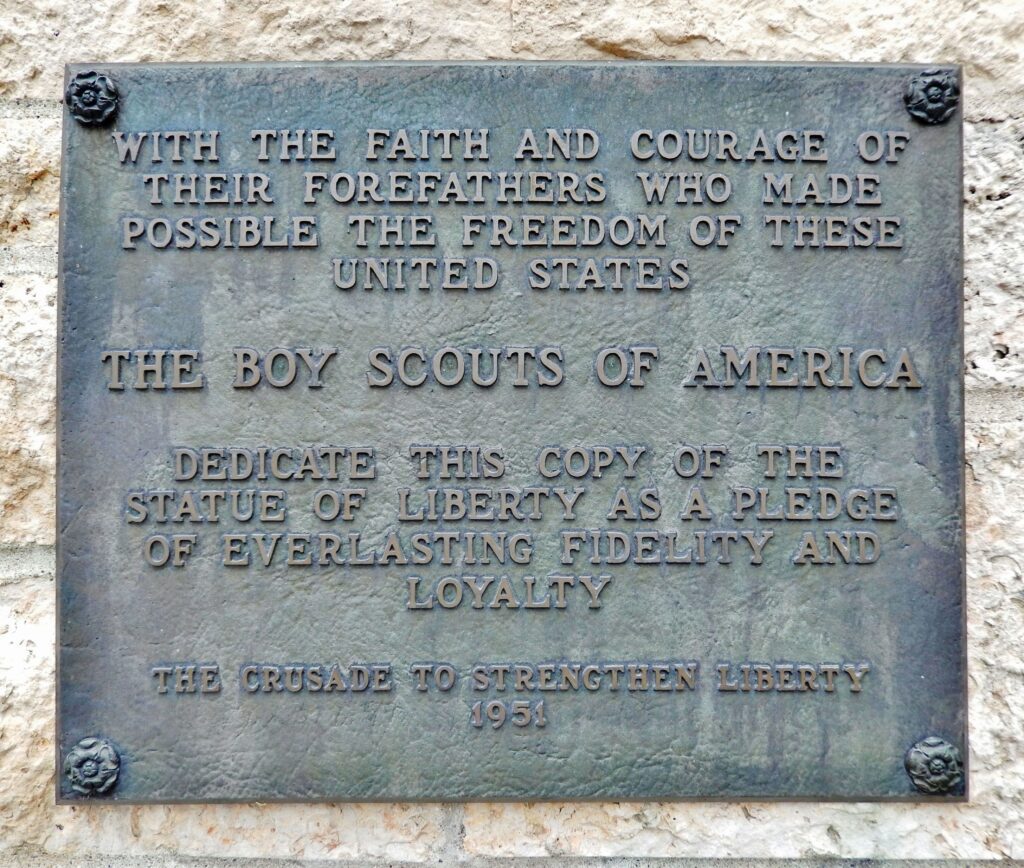 WITH THE FAITH AND COURAGE OF
THEIR FOREFATHERS WHO MADE
POSSIBLE THE FREEDOM OF THESE
UNITED STATES
THE BOY SCOUTS OF AMERICA
DEDICATE THIS COPY OF THE
STATUE OF LIBERTY AS A PLEDGE
OF EVERLASTING FIDELITY AND
LOYALTY
THE CRUSADE TO STRENGTHEN LIBERTY
1951